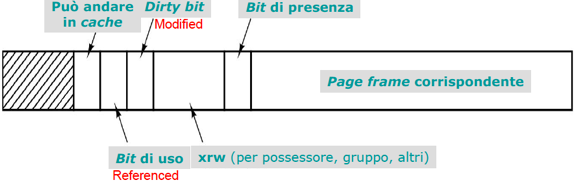 Può andare
in cache
Dirty bit
Modified
Bit di presenza
Page frame corrispondente
Bit di uso
Referenced
xrw (per possessore, gruppo, altri)